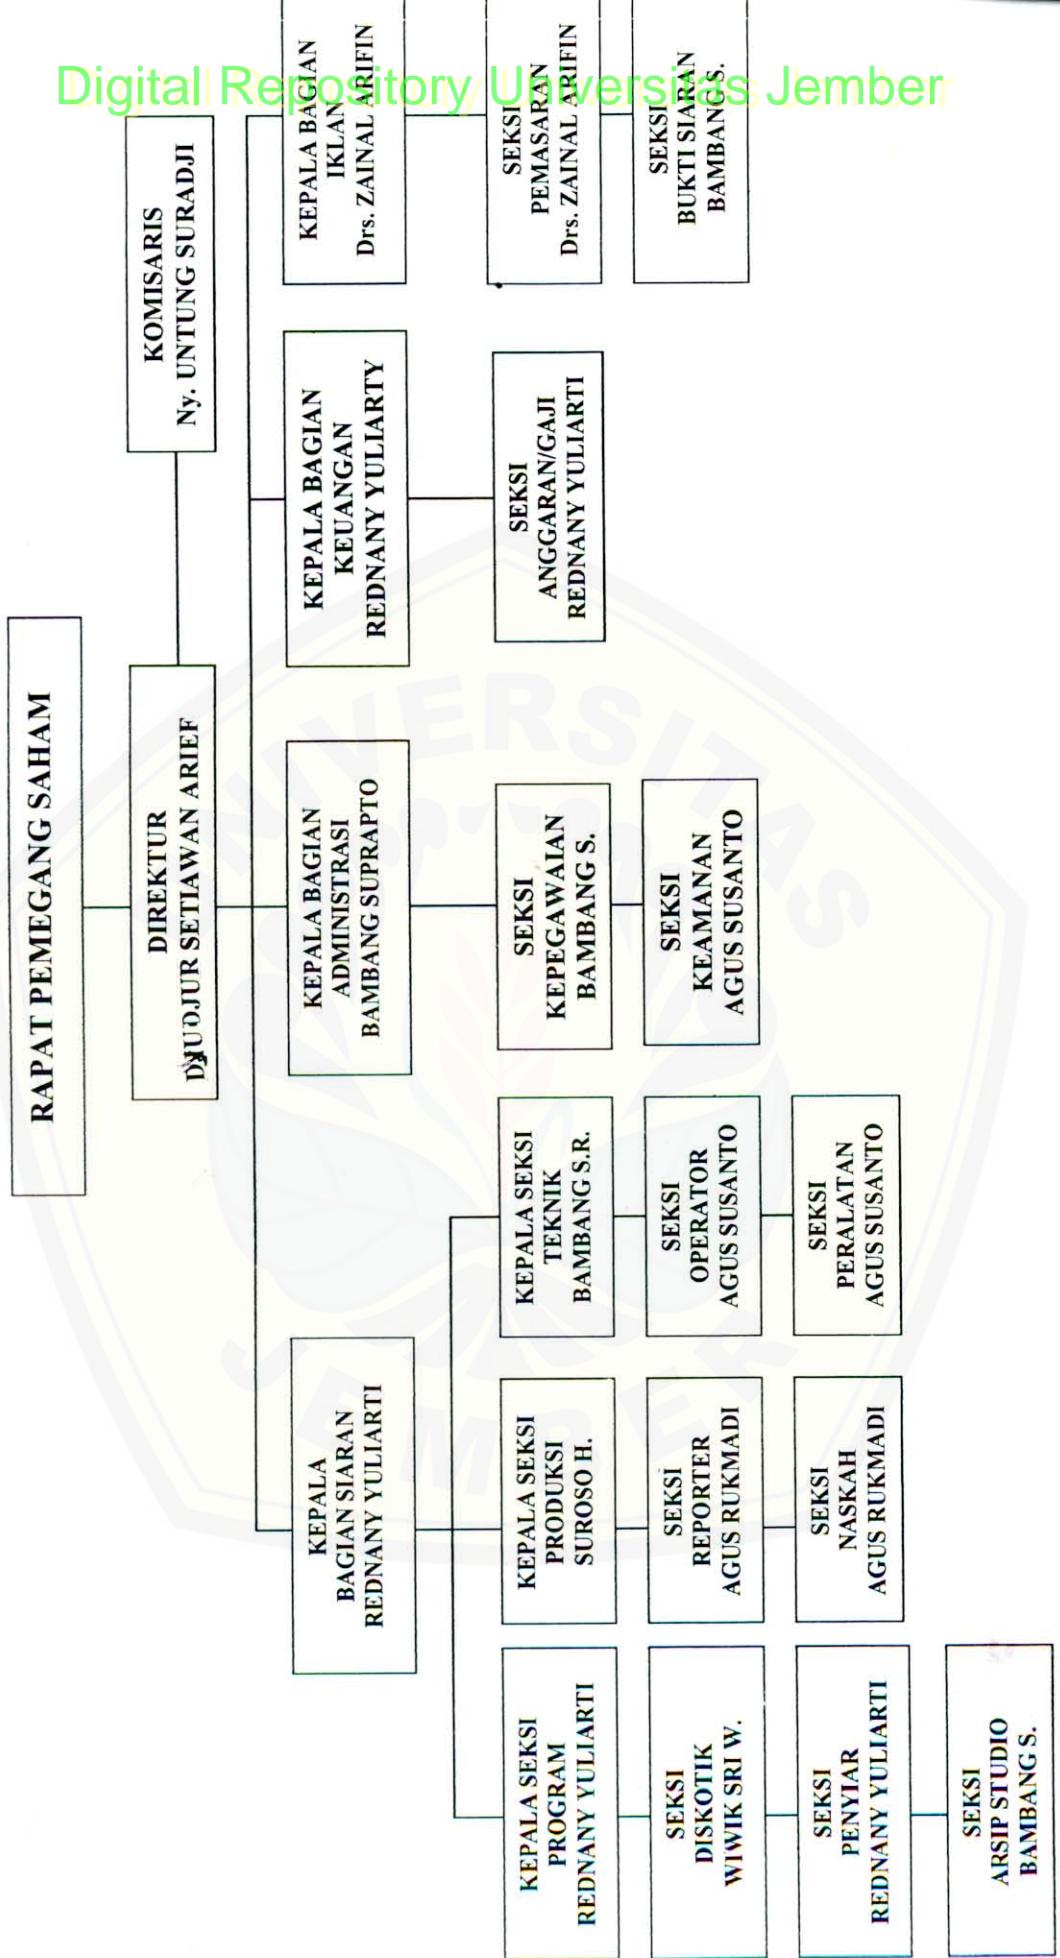 Digital Repository Universitas Jember
RAPAT PEMEGANG SAHAM
DIREKTUR
SETIAWAN ARIEF
KOMISARIS
Ny. UNTUNG SURADJI
KEPALA
BAGIAN SIARAN
REDNANY YULIARTI
KEPALA BAGIAN
ADMINISTRASI
BAMBANG SUPRAPTO
KEPALA BAGIAN
KEUANGAN
REDNANY YULIARTY
KEPALA BAGIAN
IKLAN
Drs. ZAINAL ARIFIN
KEPALA SEKSI
PROGRAM
REDNANY YULIARTI
KEPALA SEKSI
PRODUKSI
SUROSO H.
KEPALA SEKSI
TEKNIK
BAMBANG S.R.
SEKSI
KEPEGAWAIAN
BAMBANG S.
SEKSI
ANGGARAN/GAJI
REDNANY YULIARTI
SEKSI
PEMASARAN
Drs. ZAINAL ARIFIN
SEKSI
DISKOTIK
WIWIK SRI W.
SEKSI
REPORTER
AGUS RUKMADI
SEKSI
OPERATOR
AGUS SUSANTO
SEKSI
KEAMANAN
AGUS SUSANTO
SEKSI
BUKTI SIARAN
BAMBANG S.
SEKSI
PENYIAR
REDNANY YULIARTI
SEKSI
NASKAH
AGUS RUKMADI
SEKSI
PERALATAN
AGUS SUSANTO
SEKSI
ARSIP STUDIO
BAMBANG S.
UNIVERSITAS
JEMBER